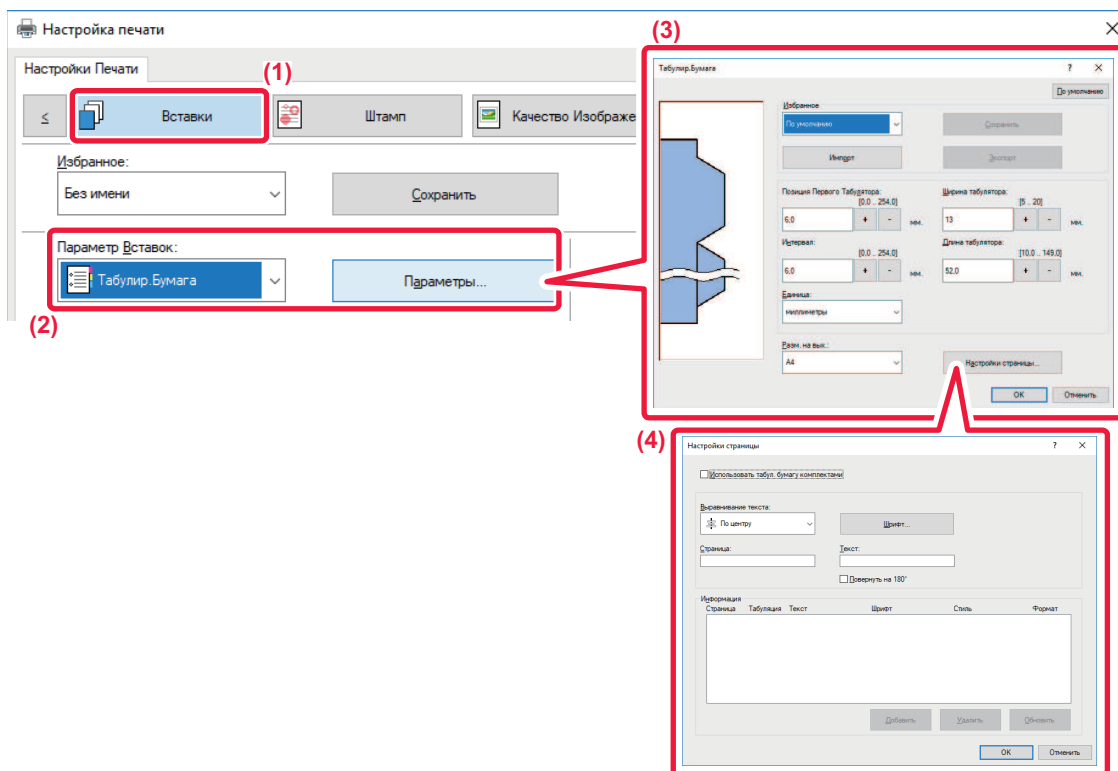 Настройка печати
Настройки Печати
(1)
≤ Вставки Штамп Качество Изображе
Избранное:
Без имени Сохранить
Параметр Вставок:
Табулир.Бумага Параметры...
(2)
(3)
Табулир.Бумага ? X
По умолчанию
Избранное
По умолчанию Сохранить
Импорт Экспорт
Позиция Первого Табулятора: Ширина табулятора:
[0,0 .. 254,0] [5 .. 20]
6,0 + - мм. 13 + - мм.
Интервал: Длина табулятора:
[0,0 .. 254,0] [10,0 .. 149,0]
6,0 + - мм. 52,0 + - мм.
Единица:
миллиметры
Разм. на вых.:
A4 Настройки страницы...
OK Отменить
(4)
Настройки страницы ? X
Использовать табул. бумагу комплектами
Выравнивание текста:
По центру Шрифт...
Страница: Текст:
Повернуть на 180°
Информация
Страница Табуляция Текст Шрифт Стиль Формат
Добавить Удалить Обновить
OK Отменить